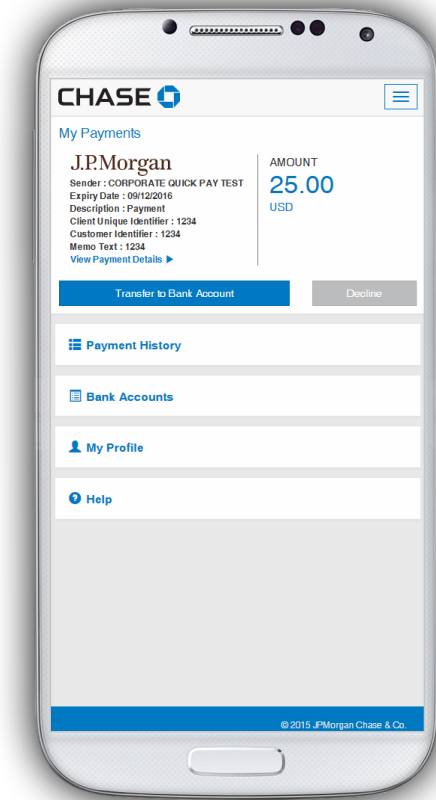 CHASE
My Payments
J.P.Morgan
Sender : CORPORATE QUICK PAY TEST
Expiry Date : 09/12/2016
Description : Payment
Client Unique Identifier : 1234
Customer Identifier : 1234
Memo Text : 1234
View Payment Details ▶
AMOUNT
25.00
USD
Transfer to Bank Account
Decline
Payment History
Bank Accounts
My Profile
Help
© 2015 JPMorgan Chase & Co.